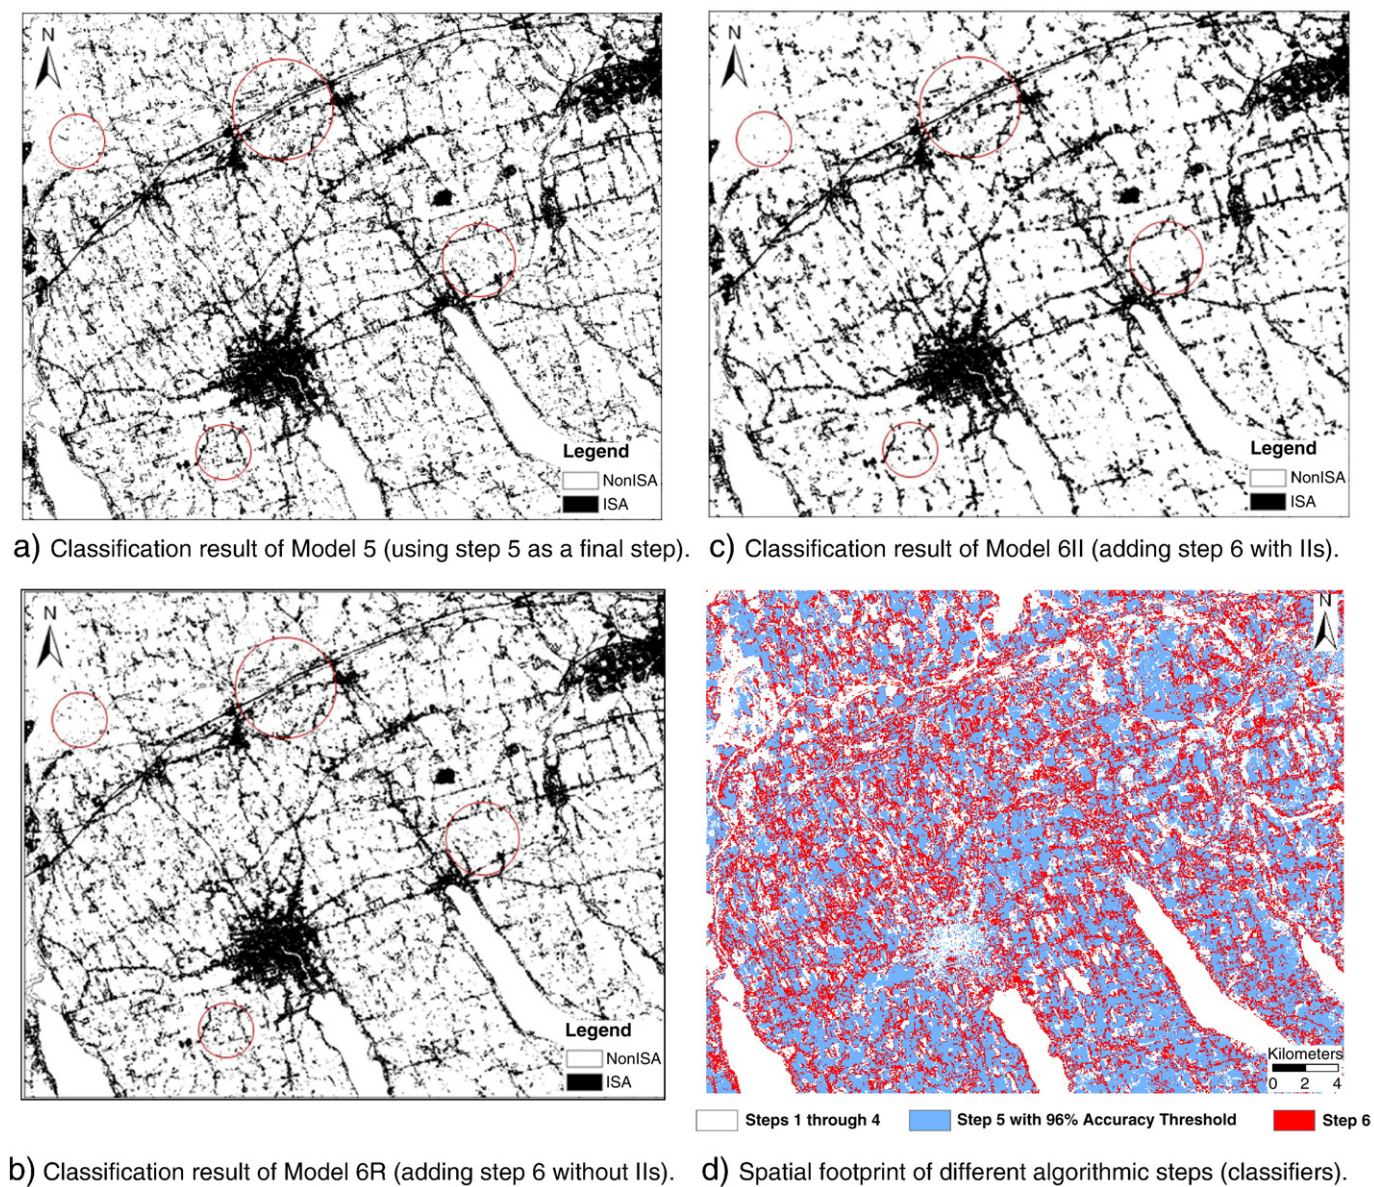 N
Legend
NonISA
ISA
a) Classification result of Model 5 (using step 5 as a final step).
N
Legend
NonISA
ISA
c) Classification result of Model 6II (adding step 6 with IIs).
N
Legend
NonISA
ISA
b) Classification result of Model 6R (adding step 6 without IIs).
N
Kilometers
0 2 4
Steps 1 through 4
Step 5 with 96% Accuracy Threshold
Step 6
d) Spatial footprint of different algorithmic steps (classifiers).